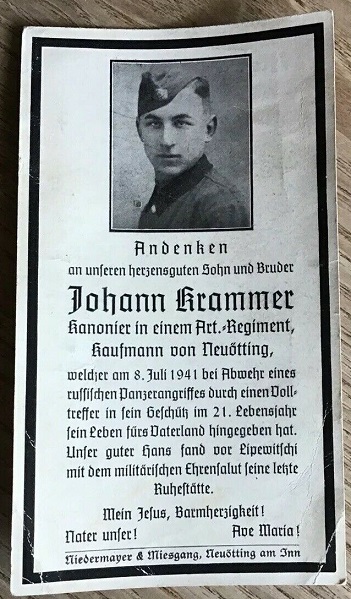 Andenken
an unseren herzensguten Sohn und Bruder
Johann Krammer
Kanonier in einem Art.-Regiment,
Kaufmann von Neuötting,
welcher am 8. Juli 1941 bei Abwehr eines
russischen Panzerangriffes durch einen Voll-
treffer in sein Geschütz im 21. Lebensjahr
sein Leben fürs Vaterland hingegeben hat.
Unser guter Hans fand vor Lipewitschi
mit dem militärischen Ehrensalut seine letzte
Ruhestätte.
Mein Jesus, Barmherzigkeit!
Vater unser! Ave Maria!
Niedermayer & Miesgang, Neuötting am Inn